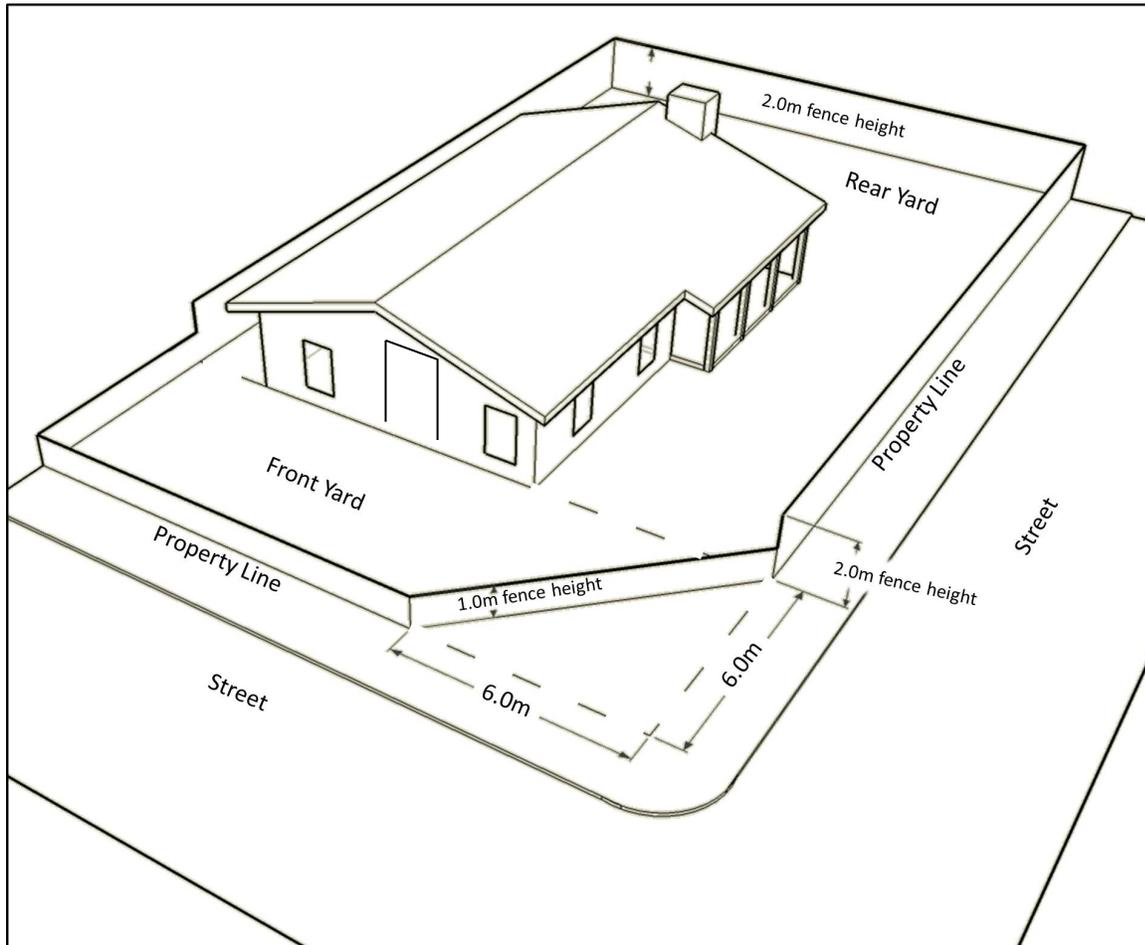 2.0m fence height
Rear Yard
Property Line
Street
Front Yard
Property Line
1.0m fence height
2.0m fence height
6.0m
6.0m
Street